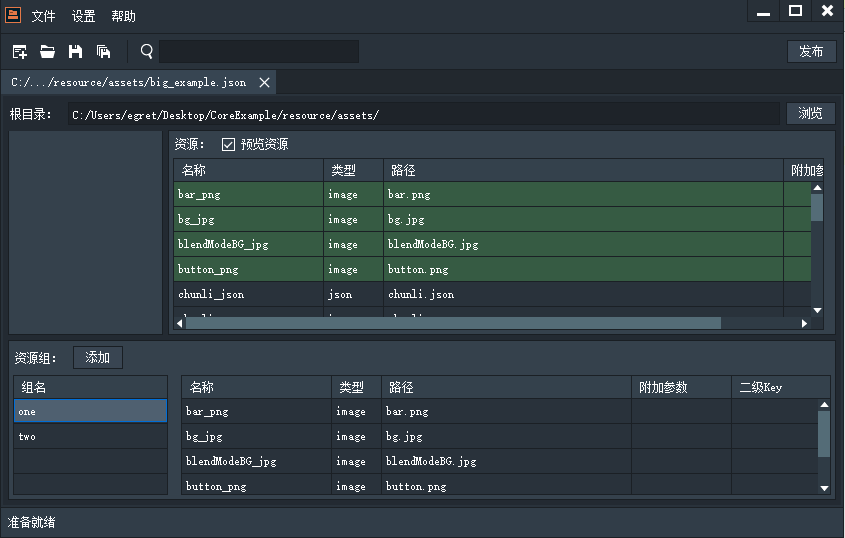 文件 设置 帮助
发布
C:/.../resource/assets/big_example.json
根目录: C:/Users/egret/Desktop/CoreExample/resource/assets/ 浏览
资源: 预览资源
名称 类型 路径 附加参
bar_png image bar.png
bg_jpg image bg.jpg
blendModeBG_jpg image blendModeBG.jpg
button_png image button.png
chunli_json json chunli.json
资源组: 添加
组名 名称 类型 路径 附加参数 二级Key
one bar_png image bar.png
two bg_jpg image bg.jpg
blendModeBG_jpg image blendModeBG.jpg
button_png image button.png
准备就绪